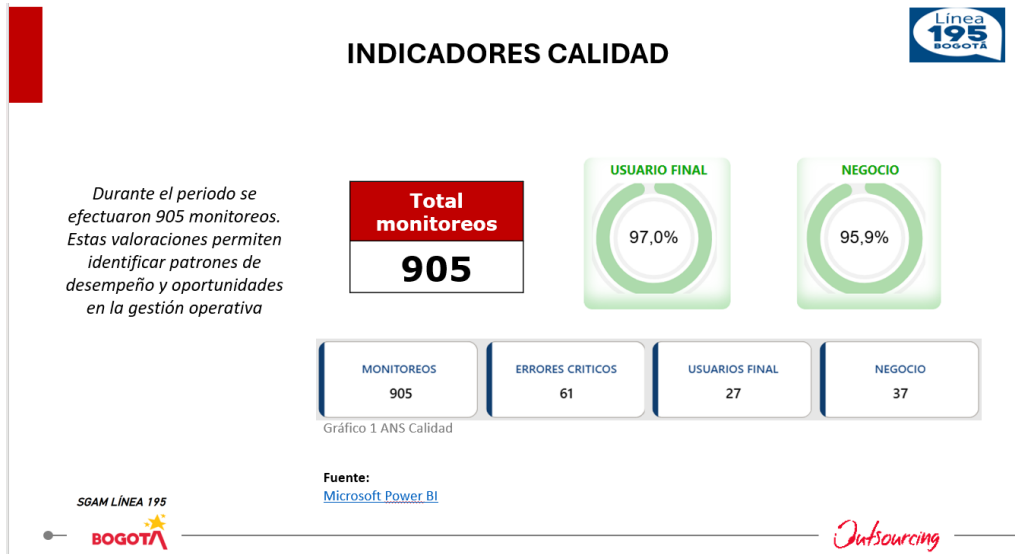 Línea
195
BOGOTÁ
INDICADORES CALIDAD
Durante el periodo se
efectuaron 905 monitoreos.
Estas valoraciones permiten
identificar patrones de
desempeño y oportunidades
en la gestión operativa
Total
monitoreos
905
USUARIO FINAL
97,0%
NEGOCIO
95,9%
MONITOREOS
905
ERRORES CRITICOS
61
USUARIOS FINAL
27
NEGOCIO
37
Gráfico 1 ANS Calidad
Fuente:
Microsoft Power BI
SGAM LÍNEA 195
BOGOTÁ
Outsourcing